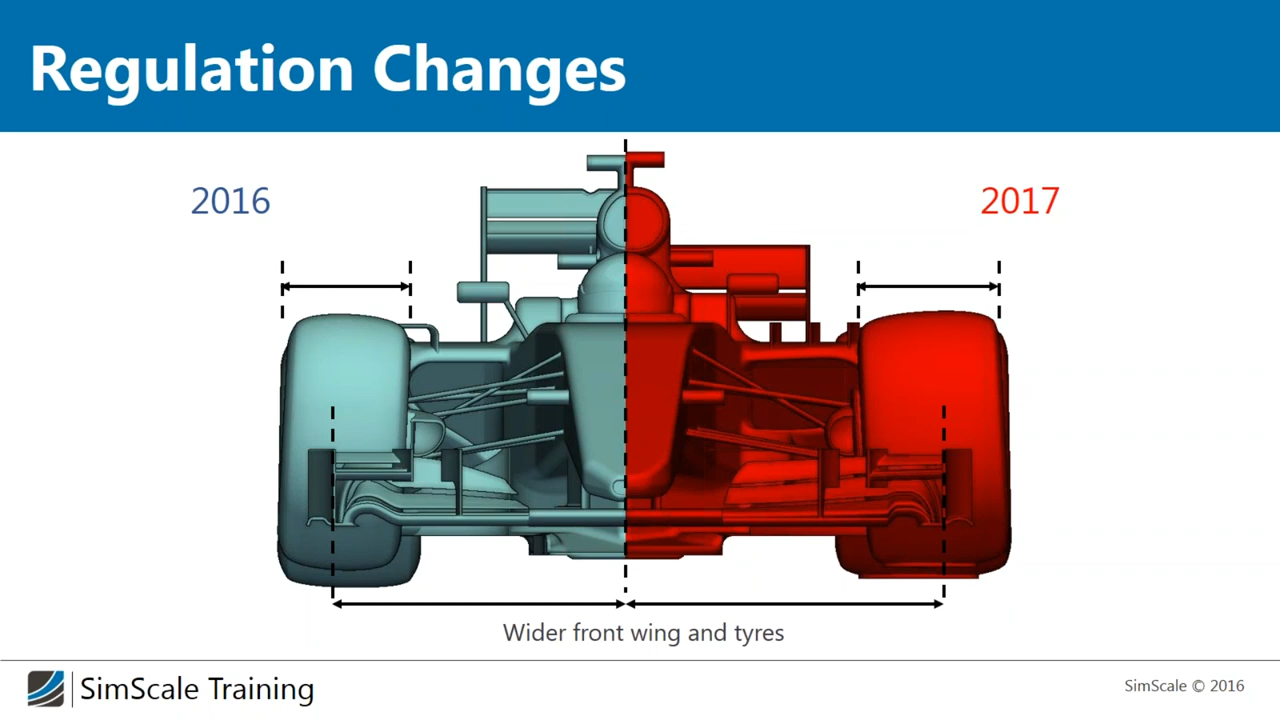 Regulation Changes
2016
2017
Wider front wing and tyres
SimScale Training
SimScale © 2016